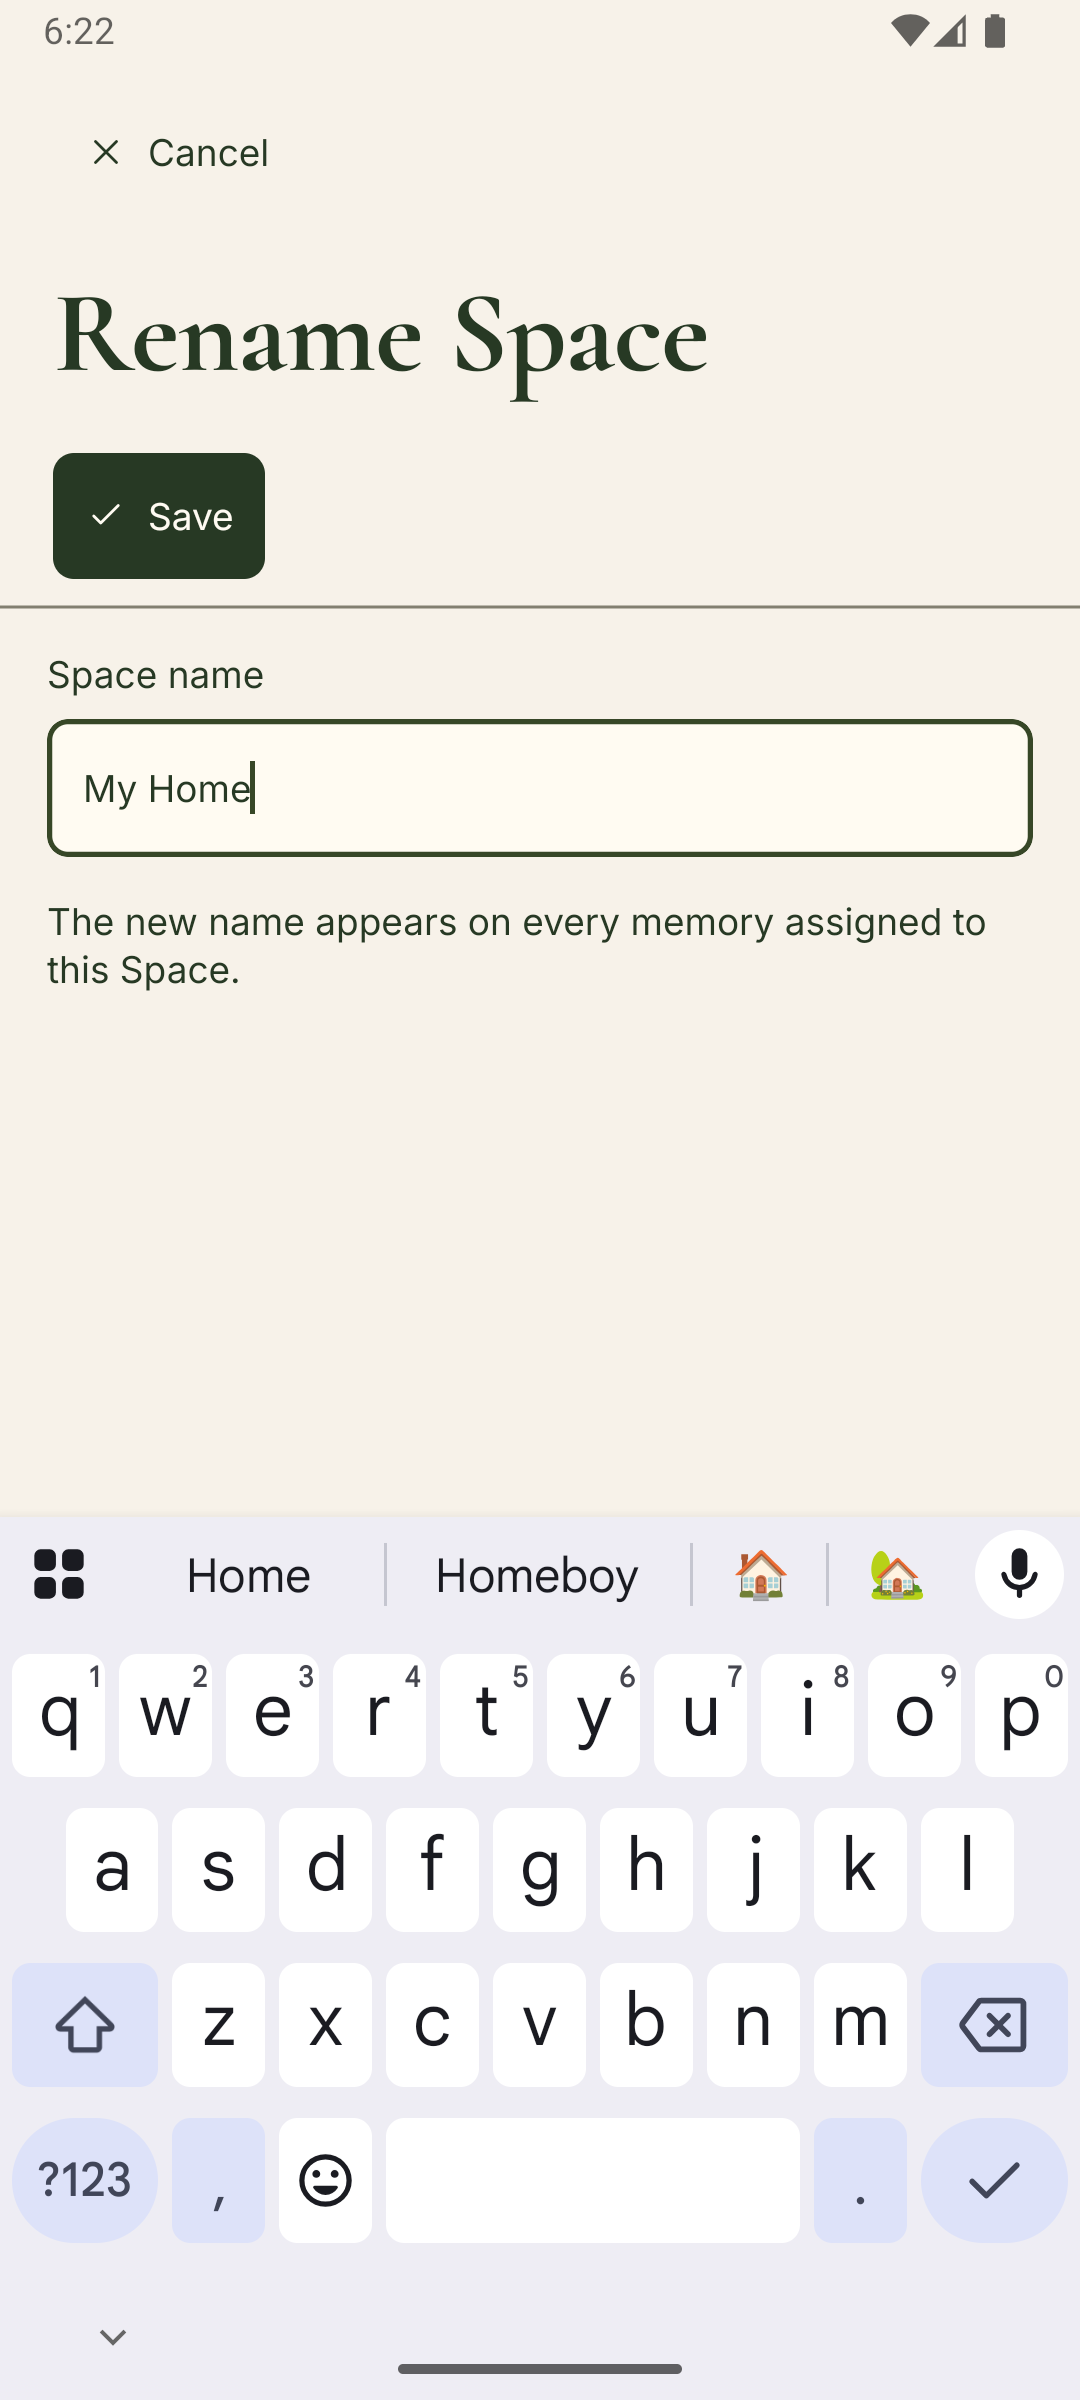 6:22
Cancel
Rename Space
Save
Space name
My Home
The new name appears on every memory assigned to
this Space.
Home Homeboy
q1 w2 e3 r4 t5 y6 u7 i8 o9 p0
a s d f g h j k l
z x c v b n m
?123 , .